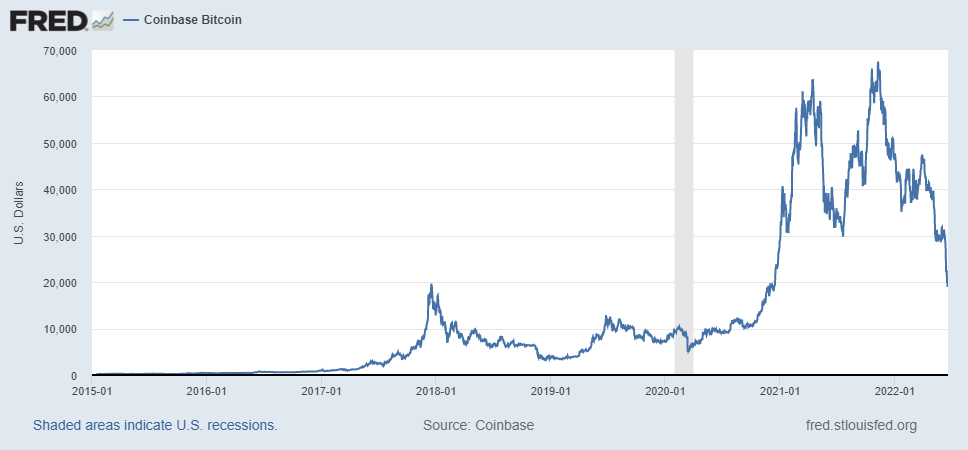 FRED Coinbase Bitcoin
70,000
60,000
50,000
40,000
30,000
20,000
10,000
0
U.S. Dollars
2015-01 2016-01 2017-01 2018-01 2019-01 2020-01 2021-01 2022-01
Shaded areas indicate U.S. recessions. Source: Coinbase fred.stlouisfed.org